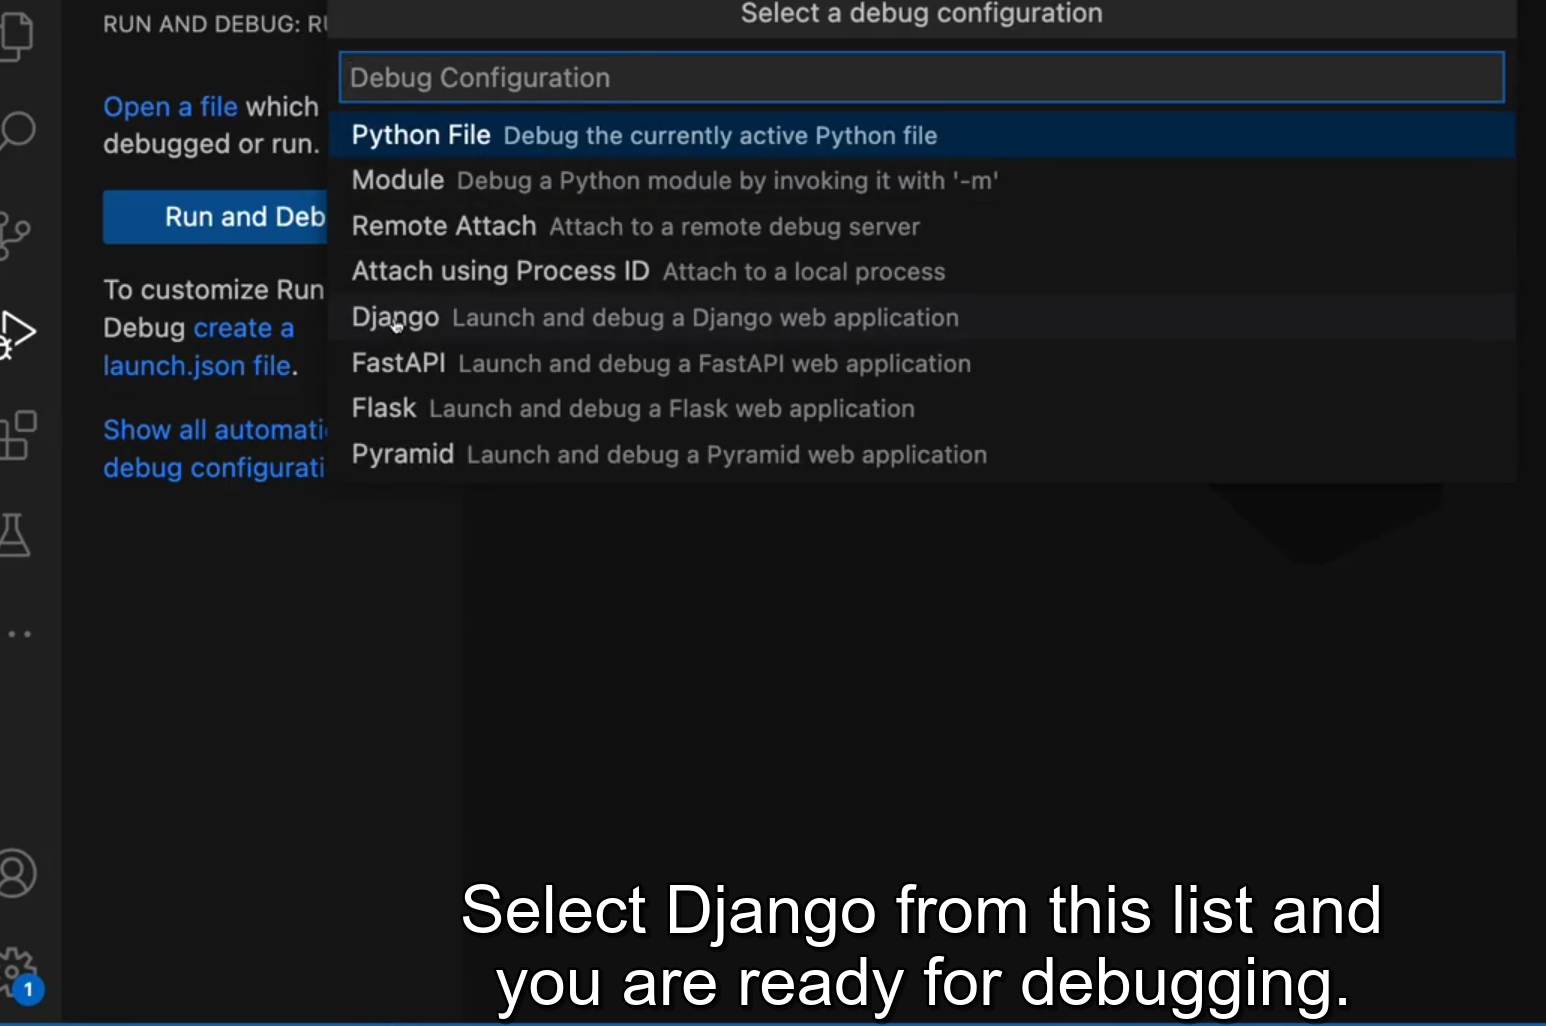 RUN AND DEBUG:
Select a debug configuration
Debug Configuration
Open a file which
debugged or run.
Run and Deb
To customize Run
Debug create a
launch.json file.
Show all automati
debug configurati
Python File Debug the currently active Python file
Module Debug a Python module by invoking it with '-m'
Remote Attach Attach to a remote debug server
Attach using Process ID Attach to a local process
Django Launch and debug a Django web application
FastAPI Launch and debug a FastAPI web application
Flask Launch and debug a Flask web application
Pyramid Launch and debug a Pyramid web application
1
Select Django from this list and
you are ready for debugging.